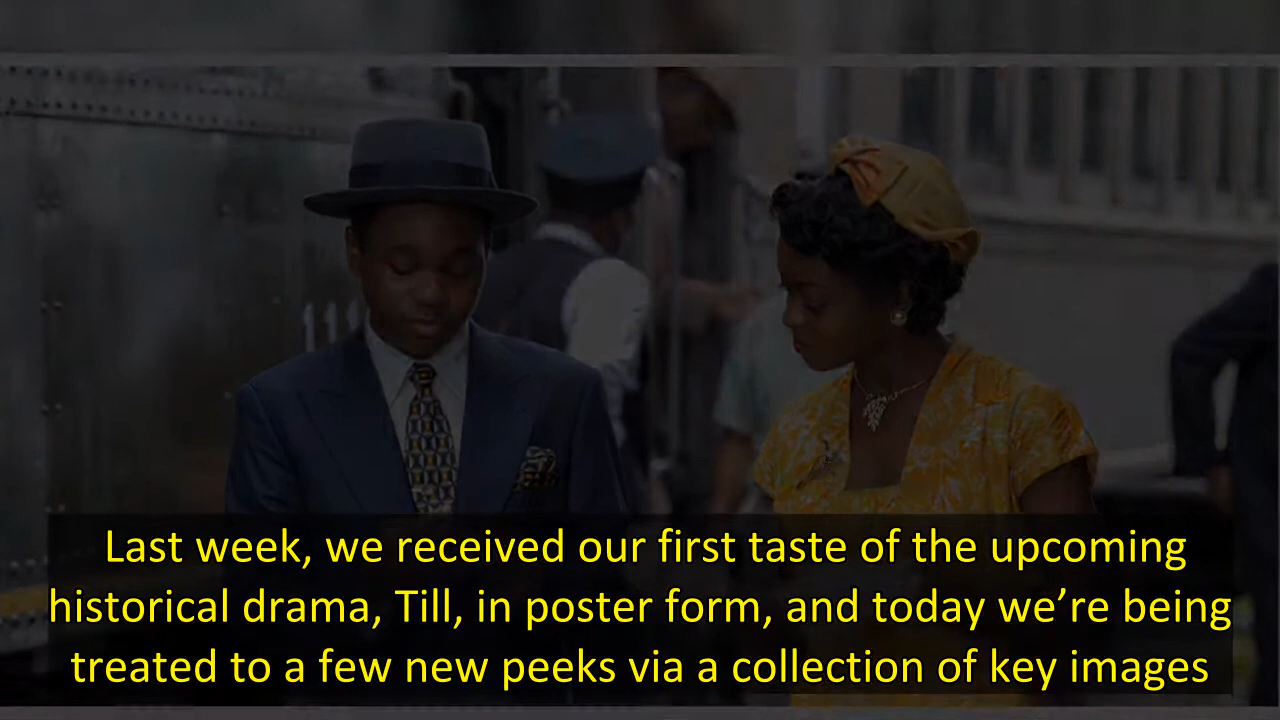 Last week, we received our first taste of the upcoming
historical drama, Till, in poster form, and today we’re being
treated to a few new peeks via a collection of key images